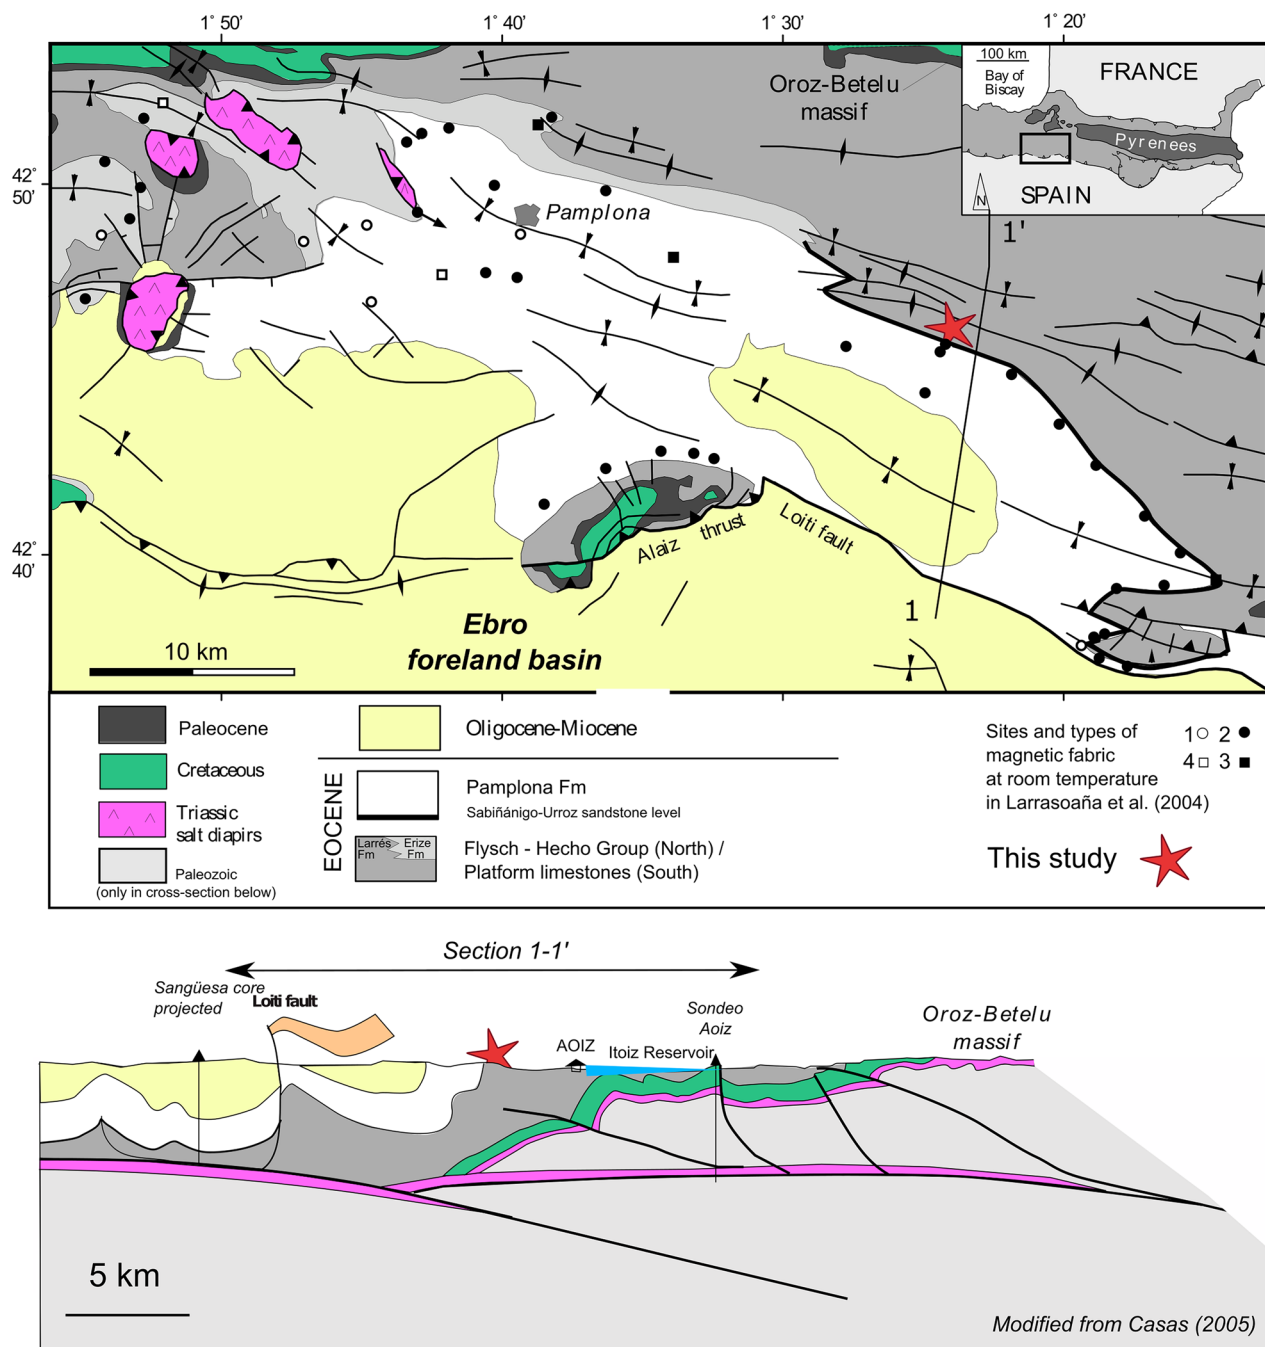 1° 50'
1° 40'
1° 30'
1° 20'
100 km
Bay of
Biscay
FRANCE
Pyrenees
N
SPAIN
Oroz-Betelu
massif
42°
50'
Pamplona
1'
42°
40'
Alaiz thrust
Loiti fault
1
Ebro
foreland basin
10 km
Paleocene
Cretaceous
Triassic
salt diapirs
Paleozoic
(only in cross-section below)
Oligocene-Miocene
EOCENE
Pamplona Fm
Sabiñánigo-Urroz sandstone level
Larrés
Fm
Erize
Fm
Flysch - Hecho Group (North) /
Platform limestones (South)
Sites and types of
magnetic fabric
at room temperature
in Larrasoaña et al. (2004)
1 2
4 3
This study
Section 1-1'
Sangüesa core
projected
Loiti fault
AOIZ
Itoiz Reservoir
Sondeo
Aoiz
Oroz-Betelu
massif
5 km
Modified from Casas (2005)